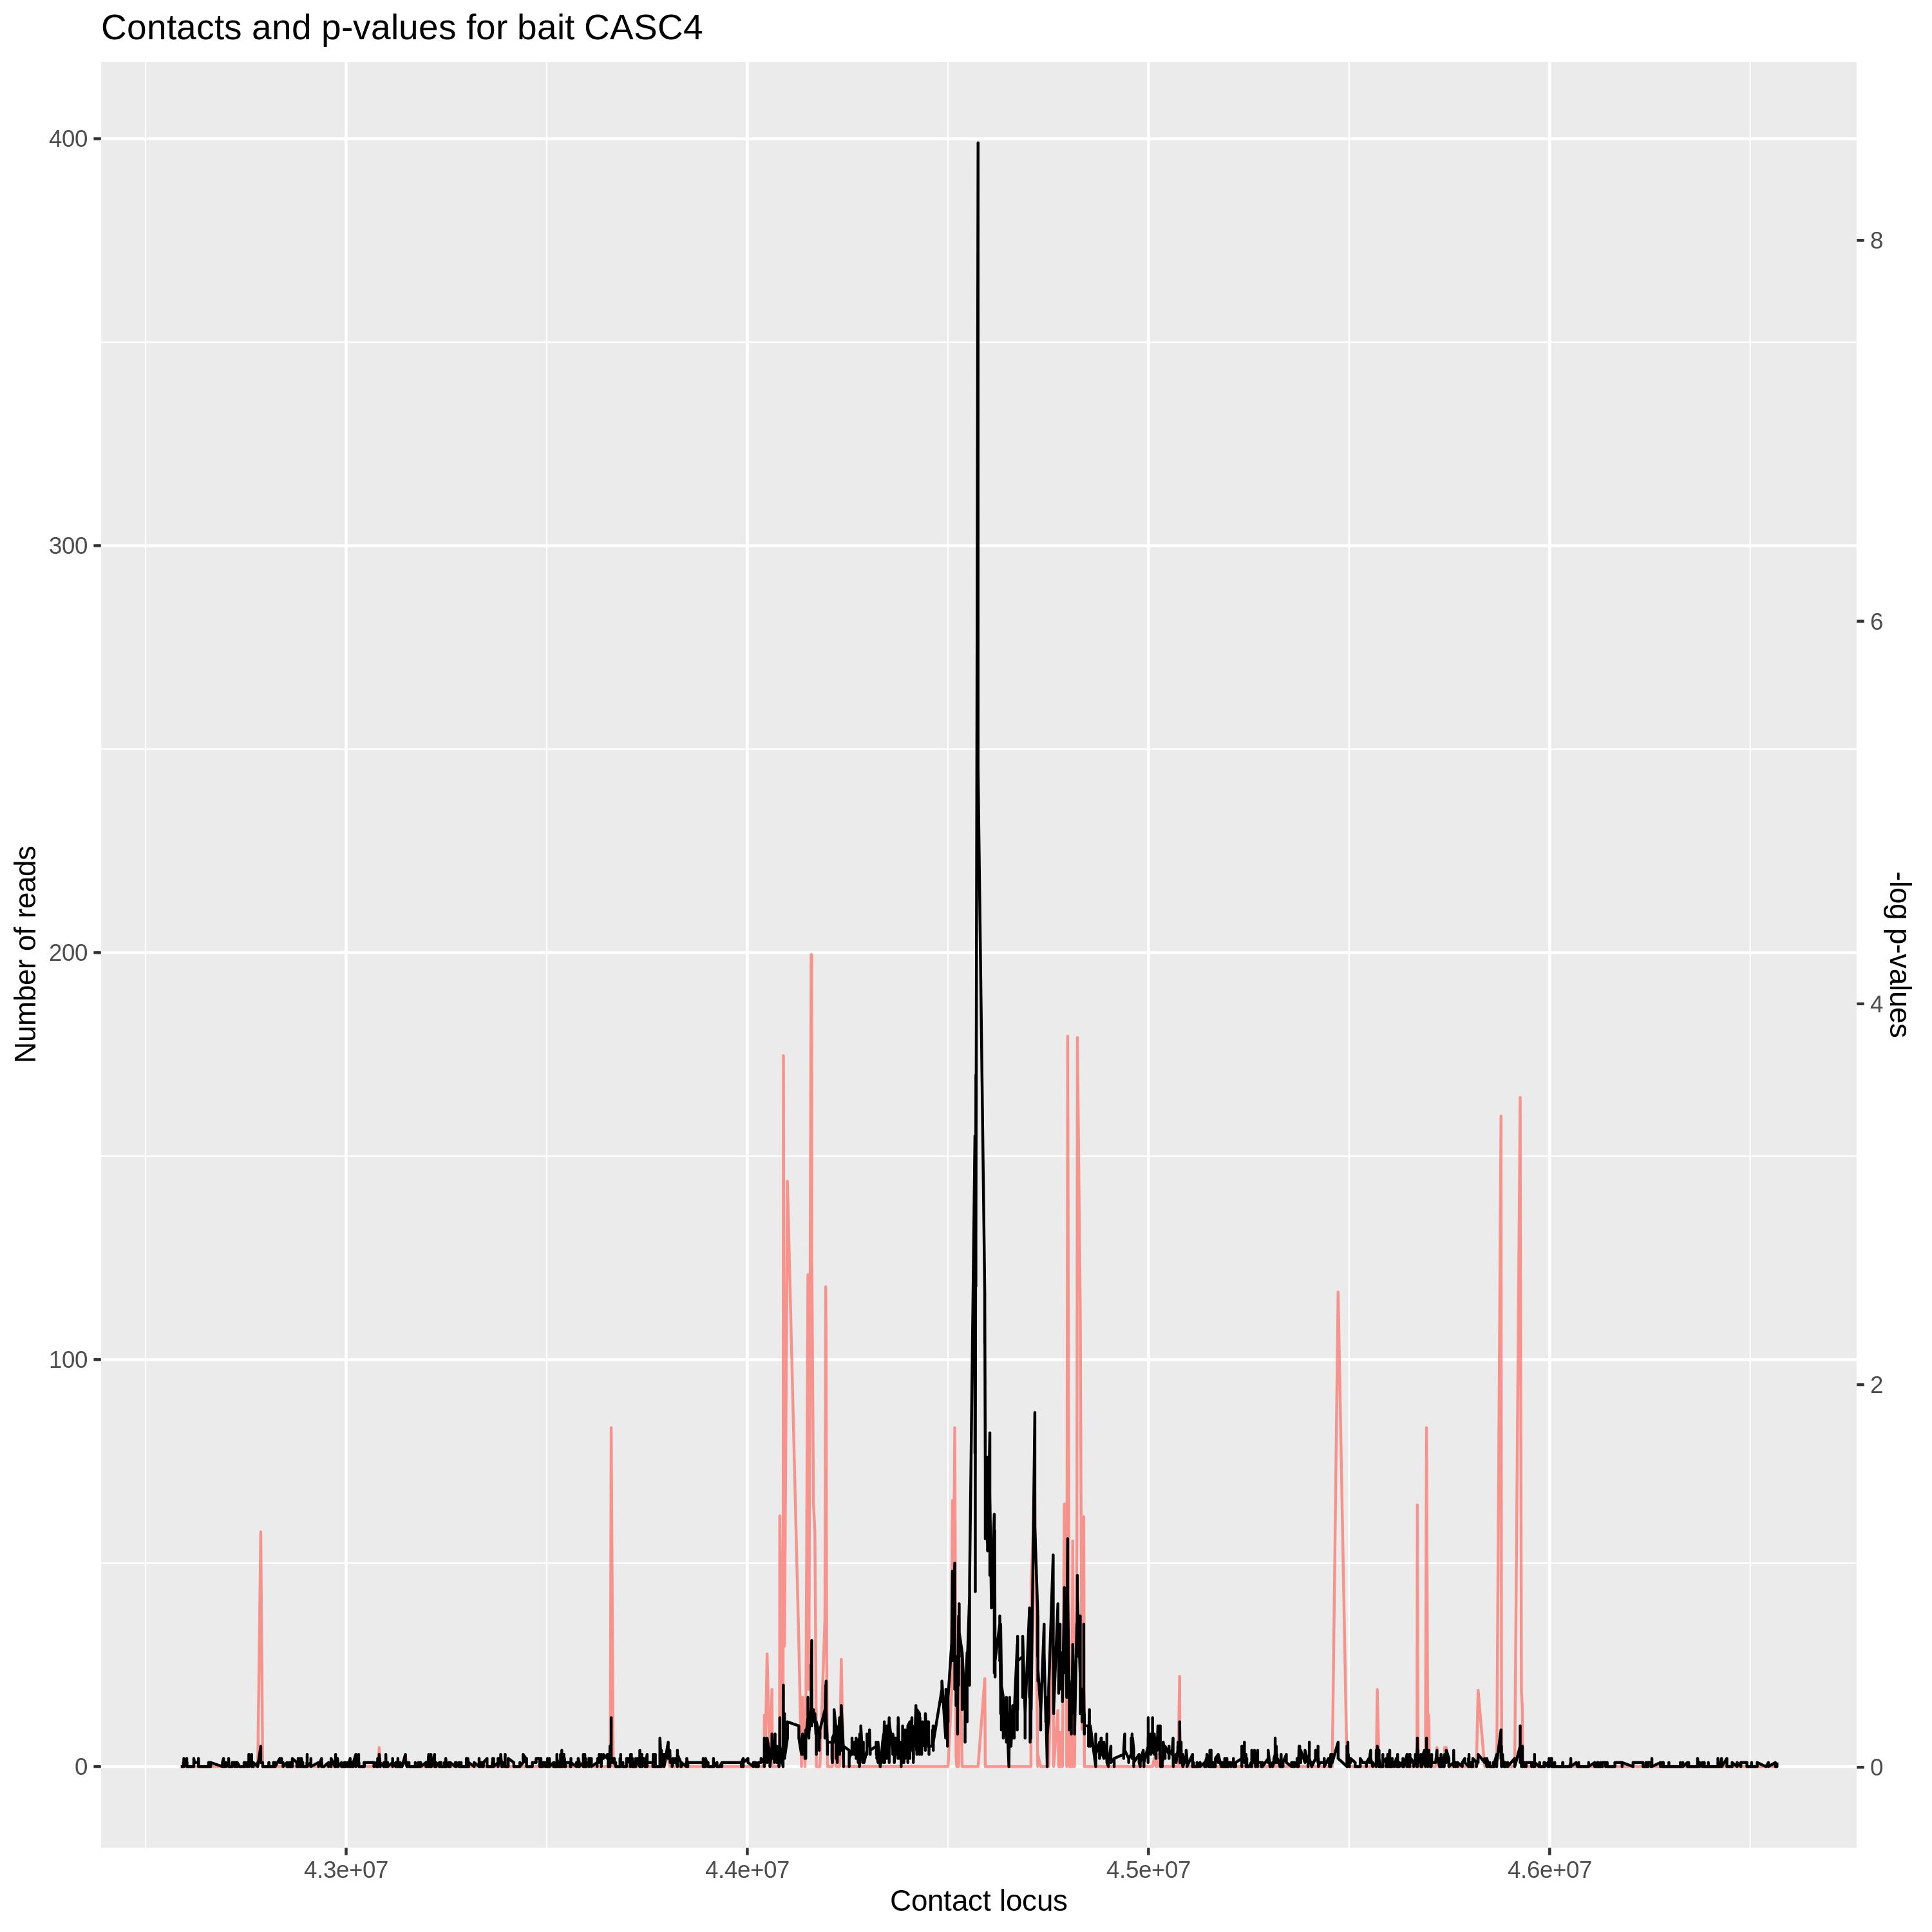 Contacts and p-values for bait CASC4
400
300
200
100
0
Number of reads
8
6
4
2
0
-log p-values
4.3e+07
4.4e+07
4.5e+07
4.6e+07
Contact locus